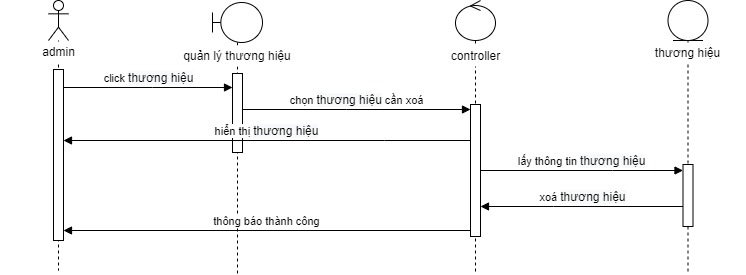 admin
quản lý thương hiệu
controller
thương hiệu
click thương hiệu
chọn thương hiệu cần xoá
hiển thị thương hiệu
lấy thông tin thương hiệu
xoá thương hiệu
thông báo thành công